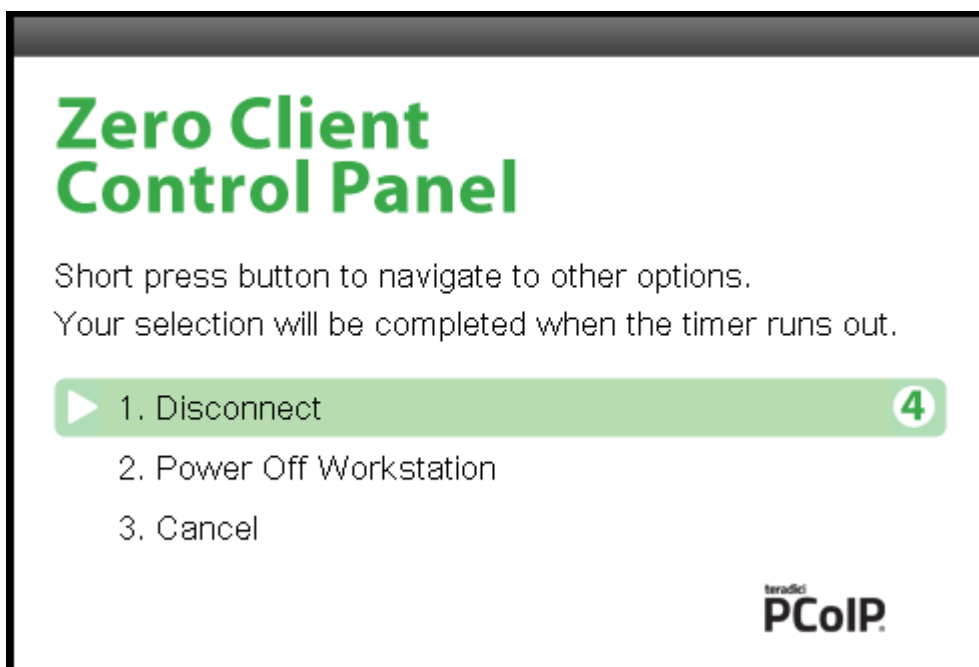 Zero Client
Control Panel
Short press button to navigate to other options.
Your selection will be completed when the timer runs out.
1. Disconnect 4
2. Power Off Workstation
3. Cancel
teradici
PCoIP®